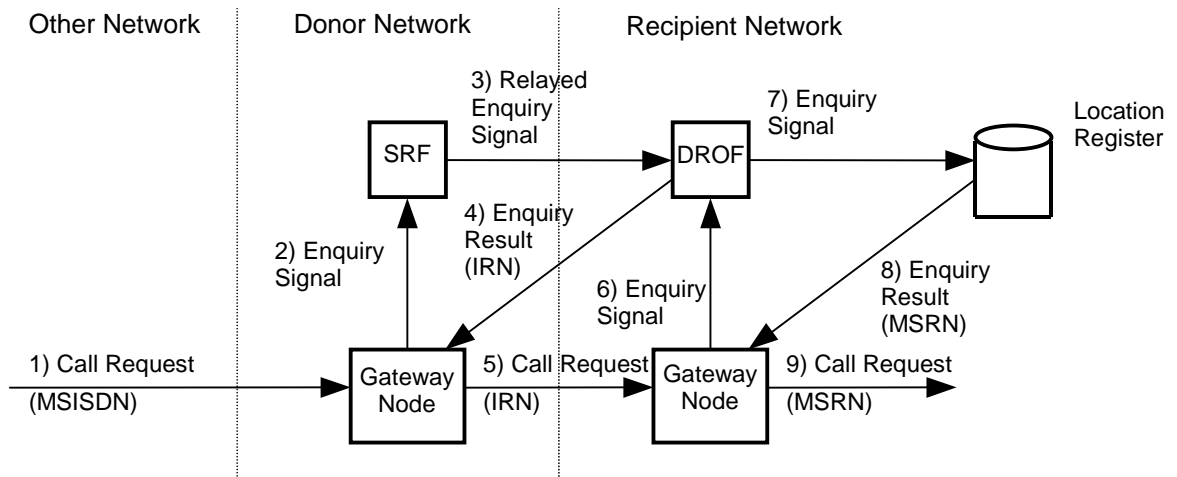 Other Network
Donor Network
Recipient Network
3) Relayed
Enquiry
Signal
7) Enquiry
Signal
Location
Register
SRF
DROF
4) Enquiry
Result
(IRN)
2) Enquiry
Signal
6) Enquiry
Signal
8) Enquiry
Result
(MSRN)
1) Call Request
(MSISDN)
Gateway
Node
5) Call Request
(IRN)
Gateway
Node
9) Call Request
(MSRN)